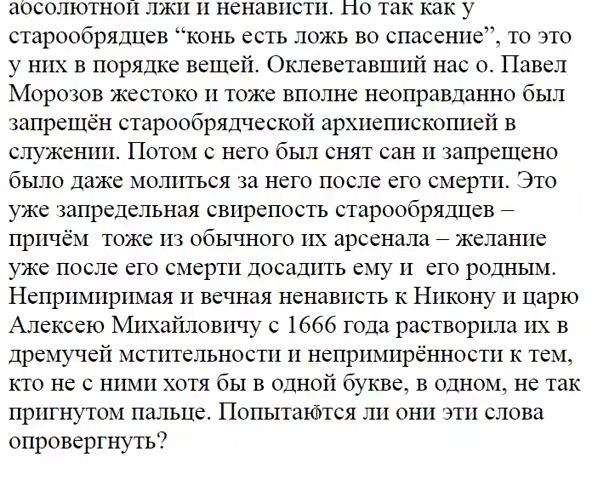 абсолютной лжи и ненависти. Но так как у
старообрядцев “конь есть ложь во спасение”, то это
у них в порядке вещей. Оклеветавший нас о. Павел
Морозов жестоко и тоже вполне неоправданно был
запрещён старообрядческой архиепископией в
служении. Потом с него был снят сан и запрещено
было даже молиться за него после его смерти. Это
уже запредельная свирепость старообрядцев –
причём тоже из обычного их арсенала – желание
уже после его смерти досадить ему и его родным.
Непримиримая и вечная ненависть к Никону и царю
Алексею Михайловичу с 1666 года растворила их в
дремучей мстительности и непримирённости к тем,
кто не с ними хотя бы в одной букве, в одном, не так
пригнутом пальце. Попытаются ли они эти слова
опровергнуть?